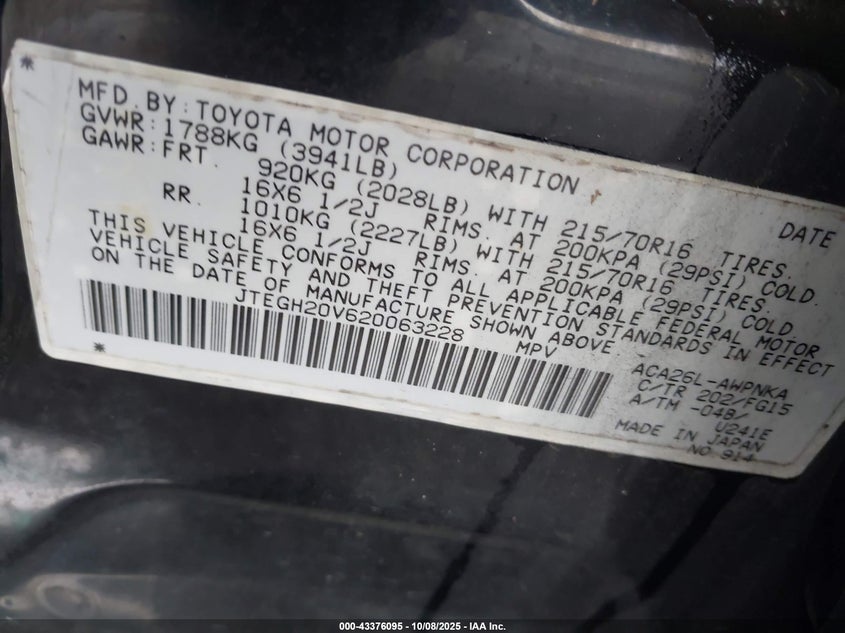 MFD. BY: TOYOTA MOTOR CORPORATION DATE
GVWR: 1788KG (3941LB)
GAWR: FRT. 920KG (2028LB) WITH 215/70R16 TIRES.
16X6 1/2J RIMS. AT 200KPA (29PSI) COLD.
RR. 1010KG (2227LB) WITH 215/70R16 TIRES.
16X6 1/2J RIMS. AT 200KPA (29PSI) COLD
THIS VEHICLE CONFORMS TO ALL APPLICABLE FEDERAL MOTOR
VEHICLE SAFETY AND THEFT PREVENTION STANDARDS IN EFFECT
ON THE DATE OF MANUFACTURE SHOWN ABOVE
JTEGH20V620063228 MPV
ACA26L-AWPNKA
C/TR 202/FG15
A/TM -04B/
U241E
MADE IN JAPAN
NO 914
000-43376095 - 10/08/2025 - IAA Inc.